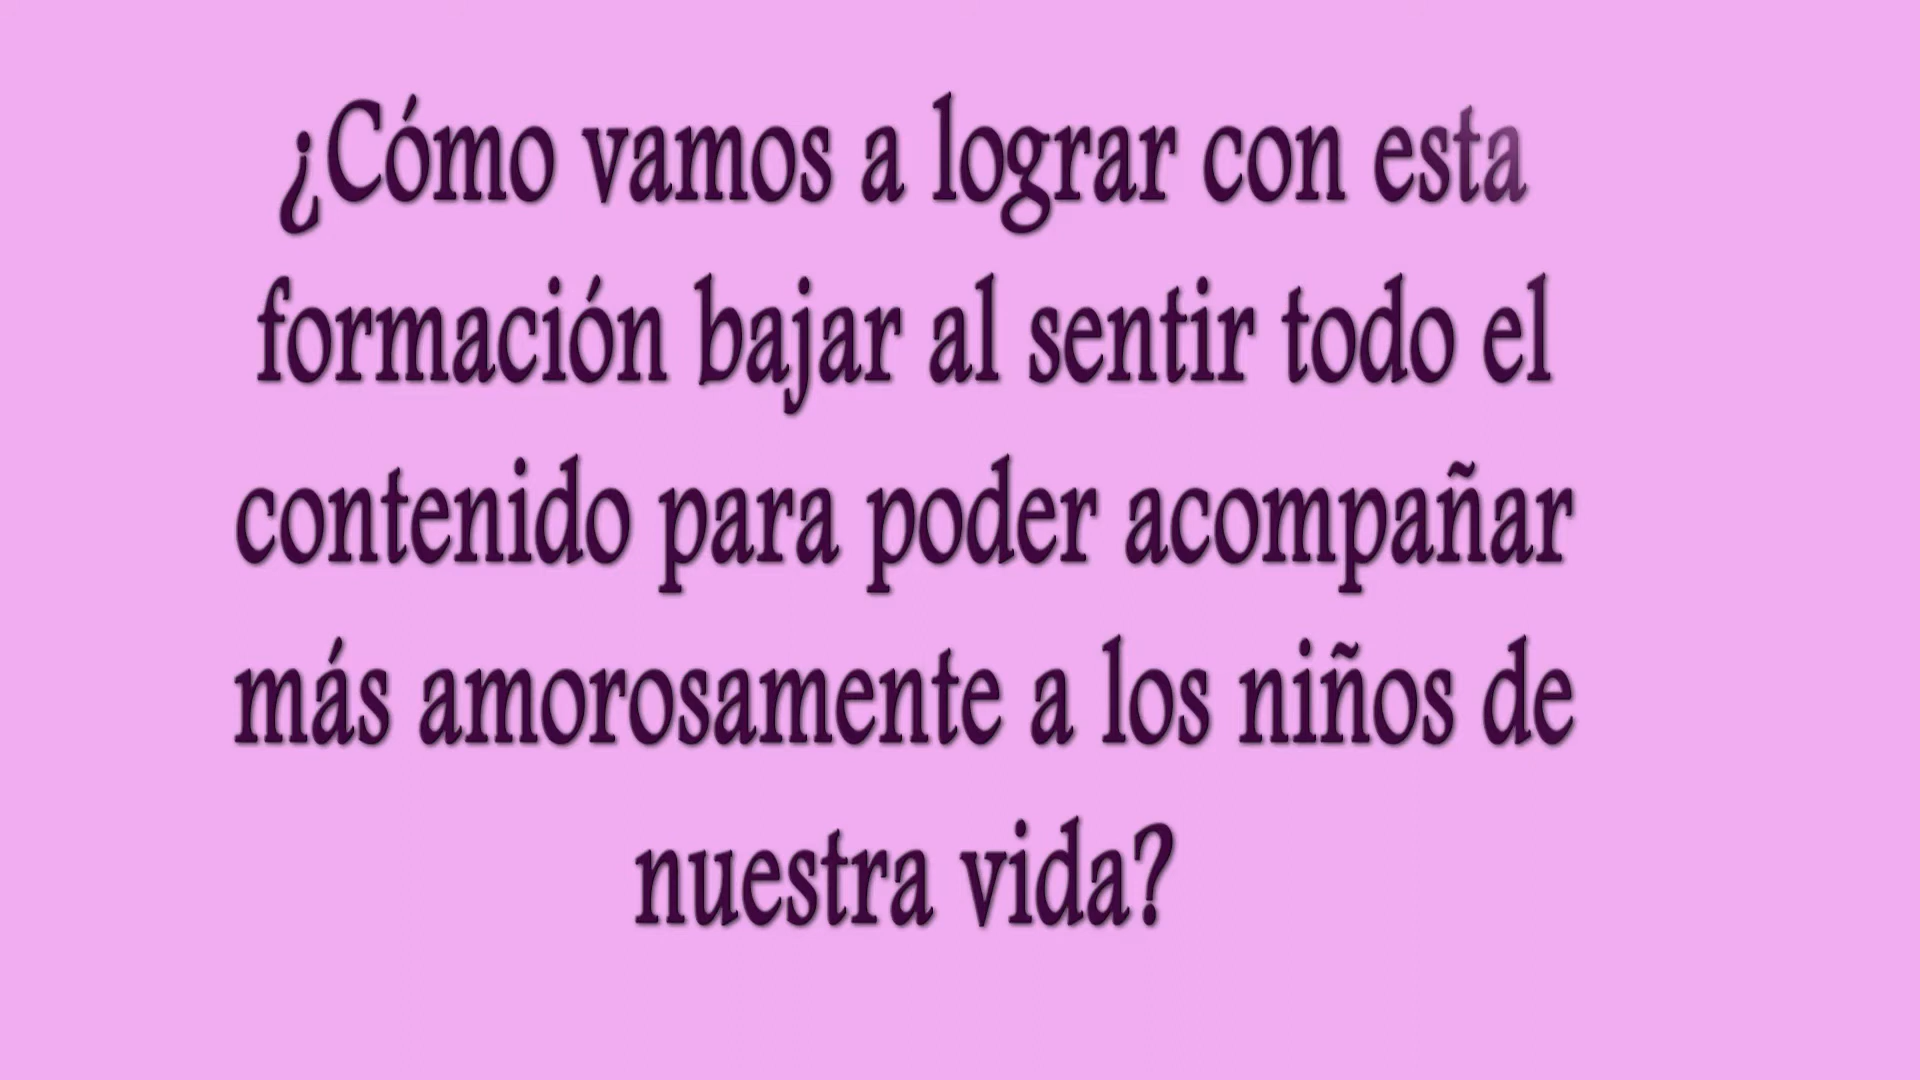 ¿Cómo vamos a lograr con esta
formación bajar al sentir todo el
contenido para poder acompañar
más amorosamente a los niños de
nuestra vida?